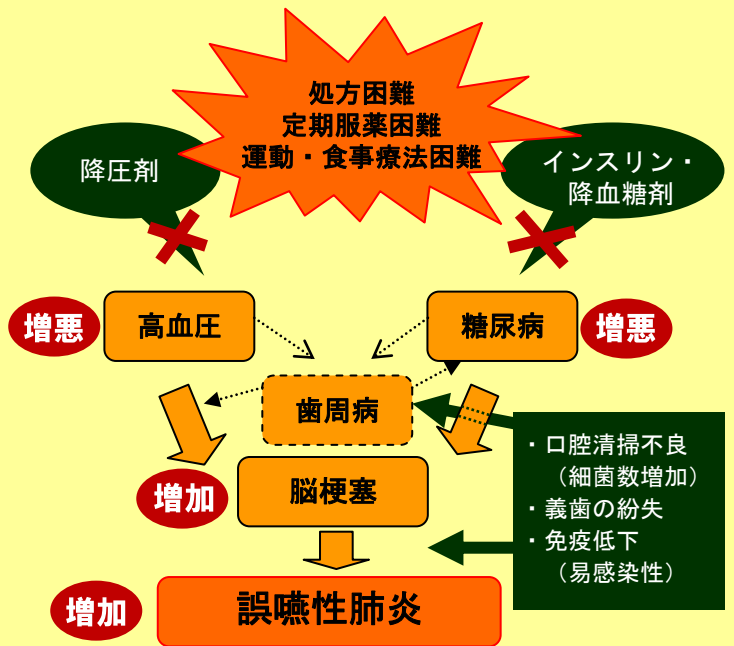 処方困難
定期服薬困難
運動・食事療法困難
降圧剤
インスリン・
降血糖剤
増悪
高血圧
糖尿病
増悪
歯周病
・口腔清掃不良
（細菌数増加）
・義歯の紛失
・免疫低下
（易感染性）
増加
脳梗塞
増加
誤嚥性肺炎